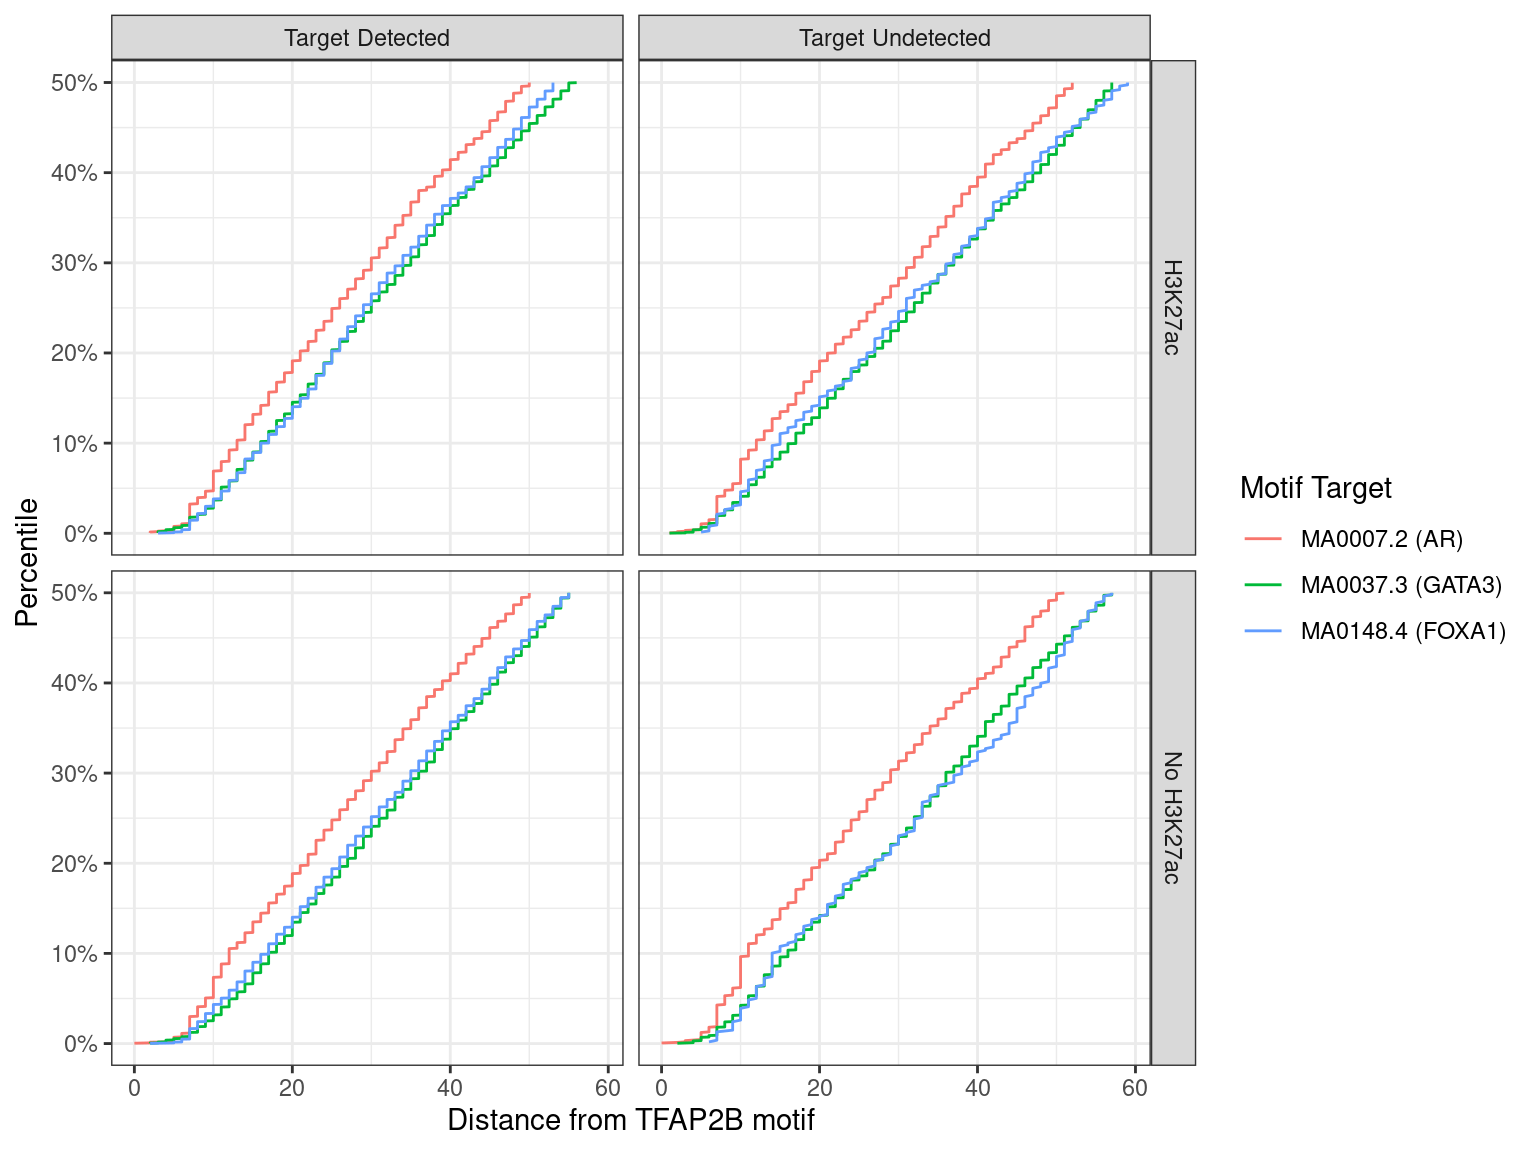 Target Detected
Target Undetected
50%
40%
30%
20%
10%
0%
H3K27ac
50%
40%
30%
20%
10%
0%
No H3K27ac
0
20
40
60
0
20
40
60
Distance from TFAP2B motif
Percentile
Motif Target
MA0007.2 (AR)
MA0037.3 (GATA3)
MA0148.4 (FOXA1)